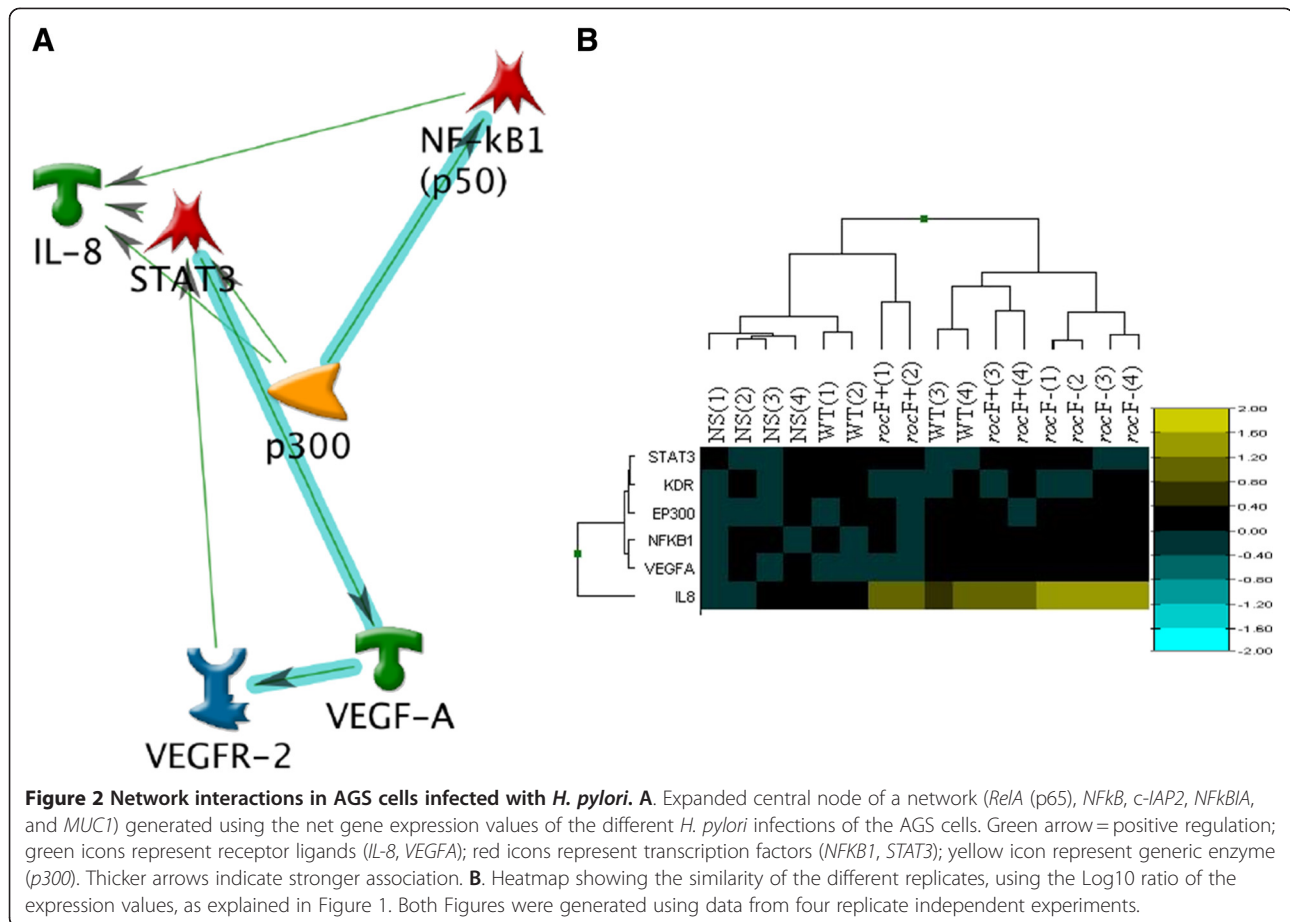 A
B
NF-kB1
(p50)
IL-8
STAT3
p300
VEGF-A
VEGFR-2
NS(1)
NS(2)
NS(3)
NS(4)
WT(1)
WT(2)
rocF+(1)
rocF+(2)
WT(3)
WT(4)
rocF+(3)
rocF+(4)
rocF-(1)
rocF-(2
rocF-(3)
rocF-(4)
STAT3
KDR
EP300
NFKB1
VEGFA
IL8
2.00
1.60
1.20
0.80
0.40
0.00
-0.40
-0.80
-1.20
-1.60
-2.00
Figure 2 Network interactions in AGS cells infected with H. pylori. A. Expanded central node of a network (RelA (p65), NFkB, c-IAP2, NFkBIA,
and MUC1) generated using the net gene expression values of the different H. pylori infections of the AGS cells. Green arrow = positive regulation;
green icons represent receptor ligands (IL-8, VEGFA); red icons represent transcription factors (NFKB1, STAT3); yellow icon represent generic enzyme
(p300). Thicker arrows indicate stronger association. B. Heatmap showing the similarity of the different replicates, using the Log10 ratio of the
expression values, as explained in Figure 1. Both Figures were generated using data from four replicate independent experiments.